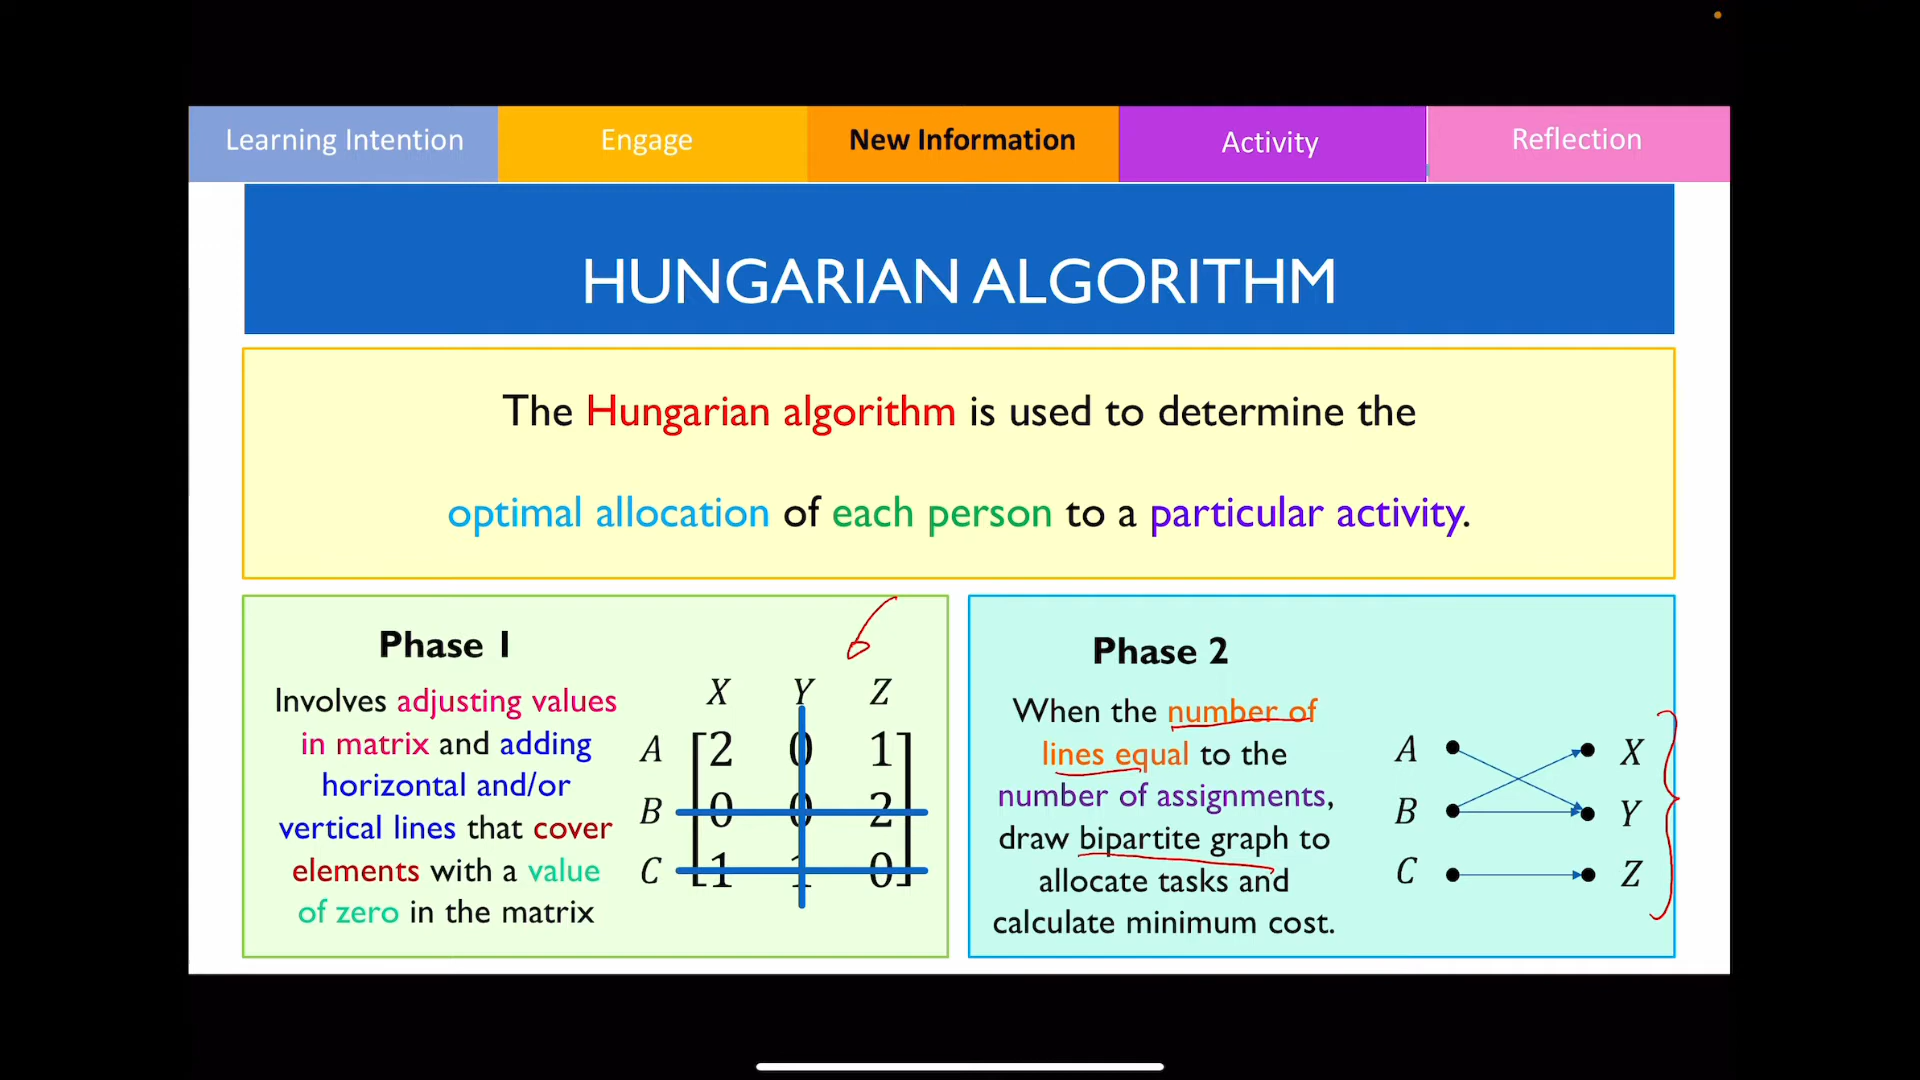 Learning Intention
Engage
New Information
Activity
Reflection
HUNGARIAN ALGORITHM
The Hungarian algorithm is used to determine the
optimal allocation of each person to a particular activity.
Phase 1
Involves adjusting values
in matrix and adding
horizontal and/or
vertical lines that cover
elements with a value
of zero in the matrix
X Y Z
A 2 0 1
B 0 0 2
C 1 1 0
Phase 2
When the number of
lines equal to the
number of assignments,
draw bipartite graph to
allocate tasks and
calculate minimum cost.
A X
B Y
C Z